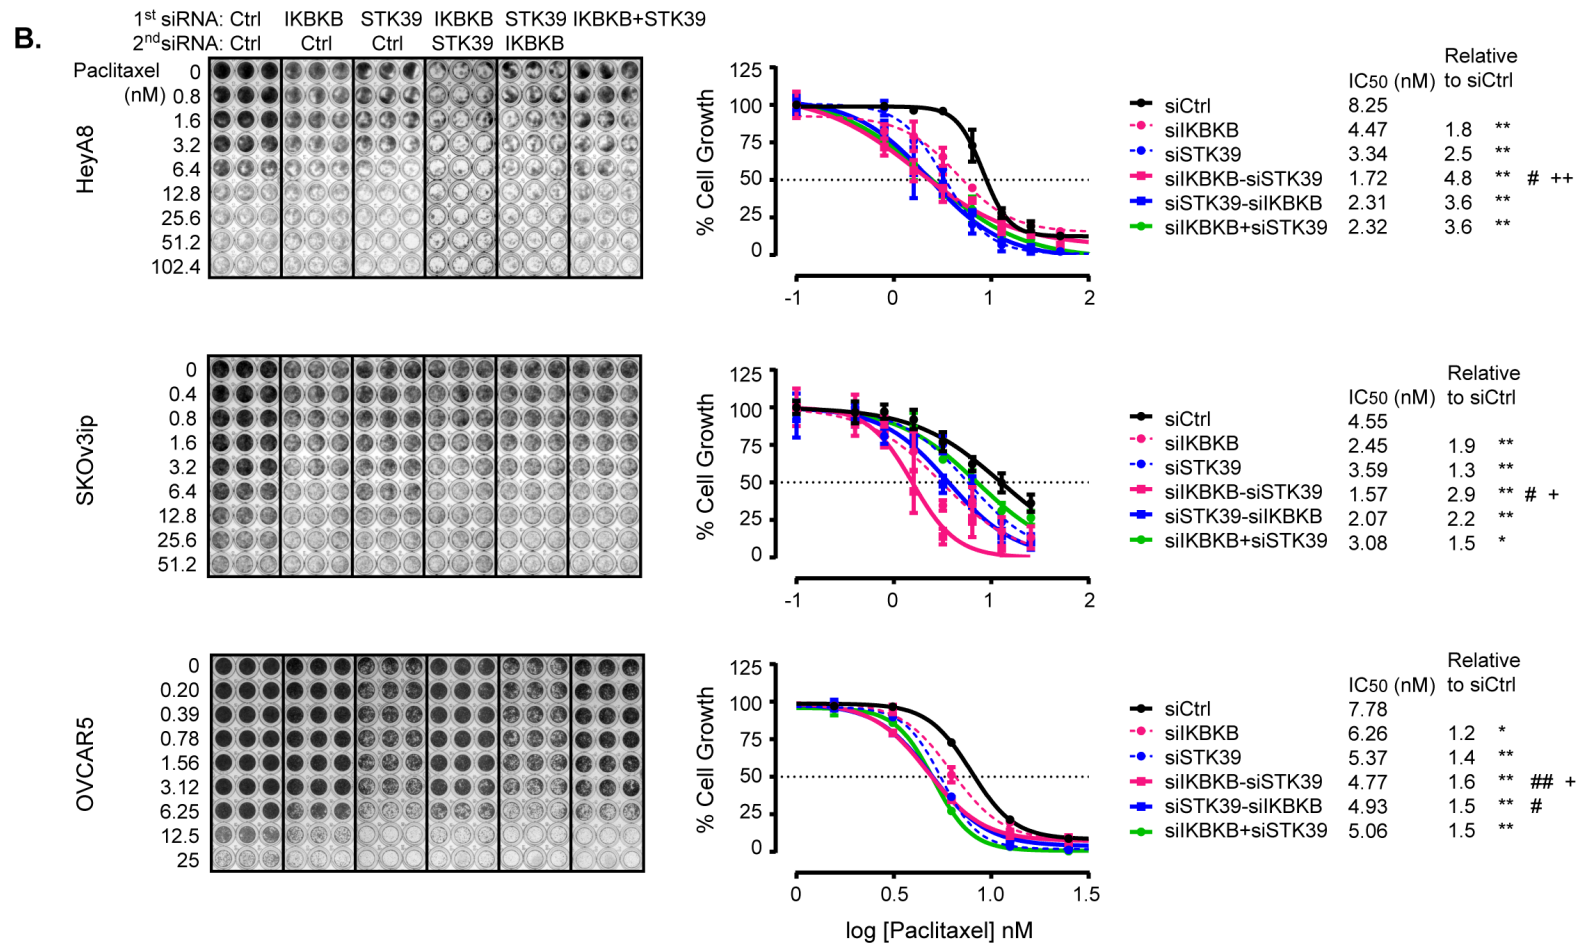 B.
1st siRNA: Ctrl IKBKB STK39 IKBKB STK39 IKBKB+STK39
2nd siRNA: Ctrl Ctrl Ctrl STK39 IKBKB
Paclitaxel 0
(nM) 0.8
1.6
3.2
6.4
12.8
25.6
51.2
102.4
HeyA8
% Cell Growth
125
100
75
50
25
0
-1 0 1 2
IC50 (nM) Relative to siCtrl
siCtrl 8.25
siIKBKB 4.47 1.8 **
siSTK39 3.34 2.5 **
siIKBKB-siSTK39 1.72 4.8 ** # ++
siSTK39-siIKBKB 2.31 3.6 **
siIKBKB+siSTK39 2.32 3.6 **
0
0.4
0.8
1.6
3.2
6.4
12.8
25.6
51.2
SKOv3ip
% Cell Growth
125
100
75
50
25
0
-1 0 1 2
IC50 (nM) Relative to siCtrl
siCtrl 4.55
siIKBKB 2.45 1.9 **
siSTK39 3.59 1.3 **
siIKBKB-siSTK39 1.57 2.9 ** # +
siSTK39-siIKBKB 2.07 2.2 **
siIKBKB+siSTK39 3.08 1.5 *
0
0.20
0.39
0.78
1.56
3.12
6.25
12.5
25
OVCAR5
% Cell Growth
125
100
75
50
25
0
0 0.5 1.0 1.5
log [Paclitaxel] nM
IC50 (nM) Relative to siCtrl
siCtrl 7.78
siIKBKB 6.26 1.2 *
siSTK39 5.37 1.4 **
siIKBKB-siSTK39 4.77 1.6 ** ## +
siSTK39-siIKBKB 4.93 1.5 ** #
siIKBKB+siSTK39 5.06 1.5 **